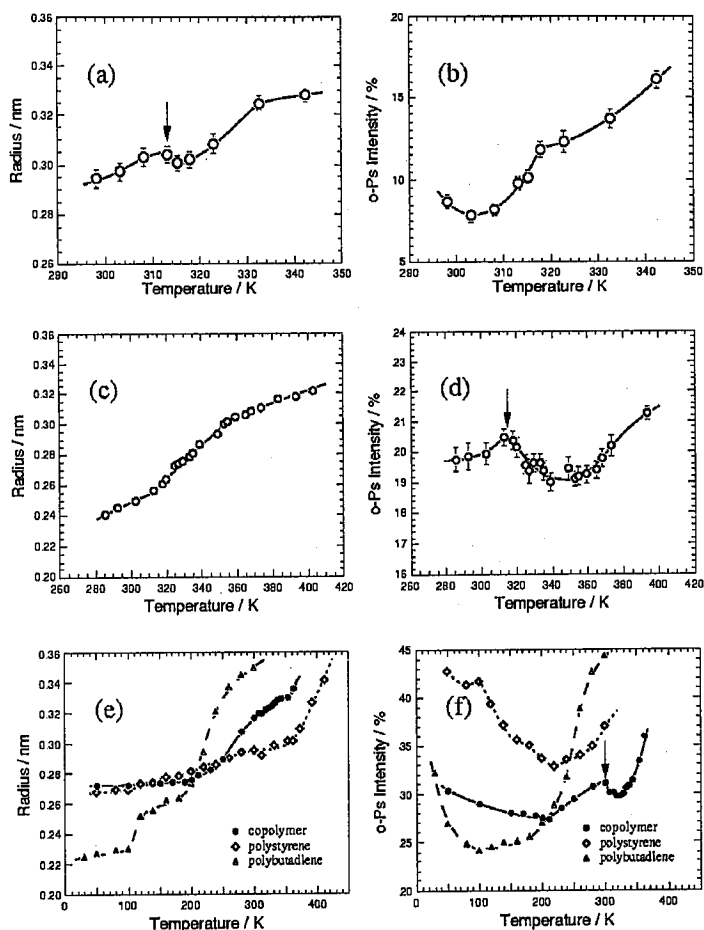 (a)
Radius / nm
0.36
0.34
0.32
0.30
0.28
0.26
280 290 300 310 320 330 340 350
Temperature / K
(b)
o-Ps Intensity / %
20
15
10
5
280 290 300 310 320 330 340 350
Temperature / K
(c)
Radius / nm
0.36
0.34
0.32
0.30
0.28
0.26
0.24
0.22
0.20
260 280 300 320 340 360 380 400 420
Temperature / K
(d)
o-Ps Intensity / %
24
23
22
21
20
19
18
17
16
260 280 300 320 340 360 380 400 420
Temperature / K
(e)
Radius / nm
0.36
0.34
0.32
0.30
0.28
0.26
0.24
0.22
0.20
copolymer
polystyrene
polybutadiene
0 100 200 300 400
Temperature / K
(f)
o-Ps Intensity / %
45
40
35
30
25
20
copolymer
polystyrene
polybutadiene
0 100 200 300 400
Temperature / K